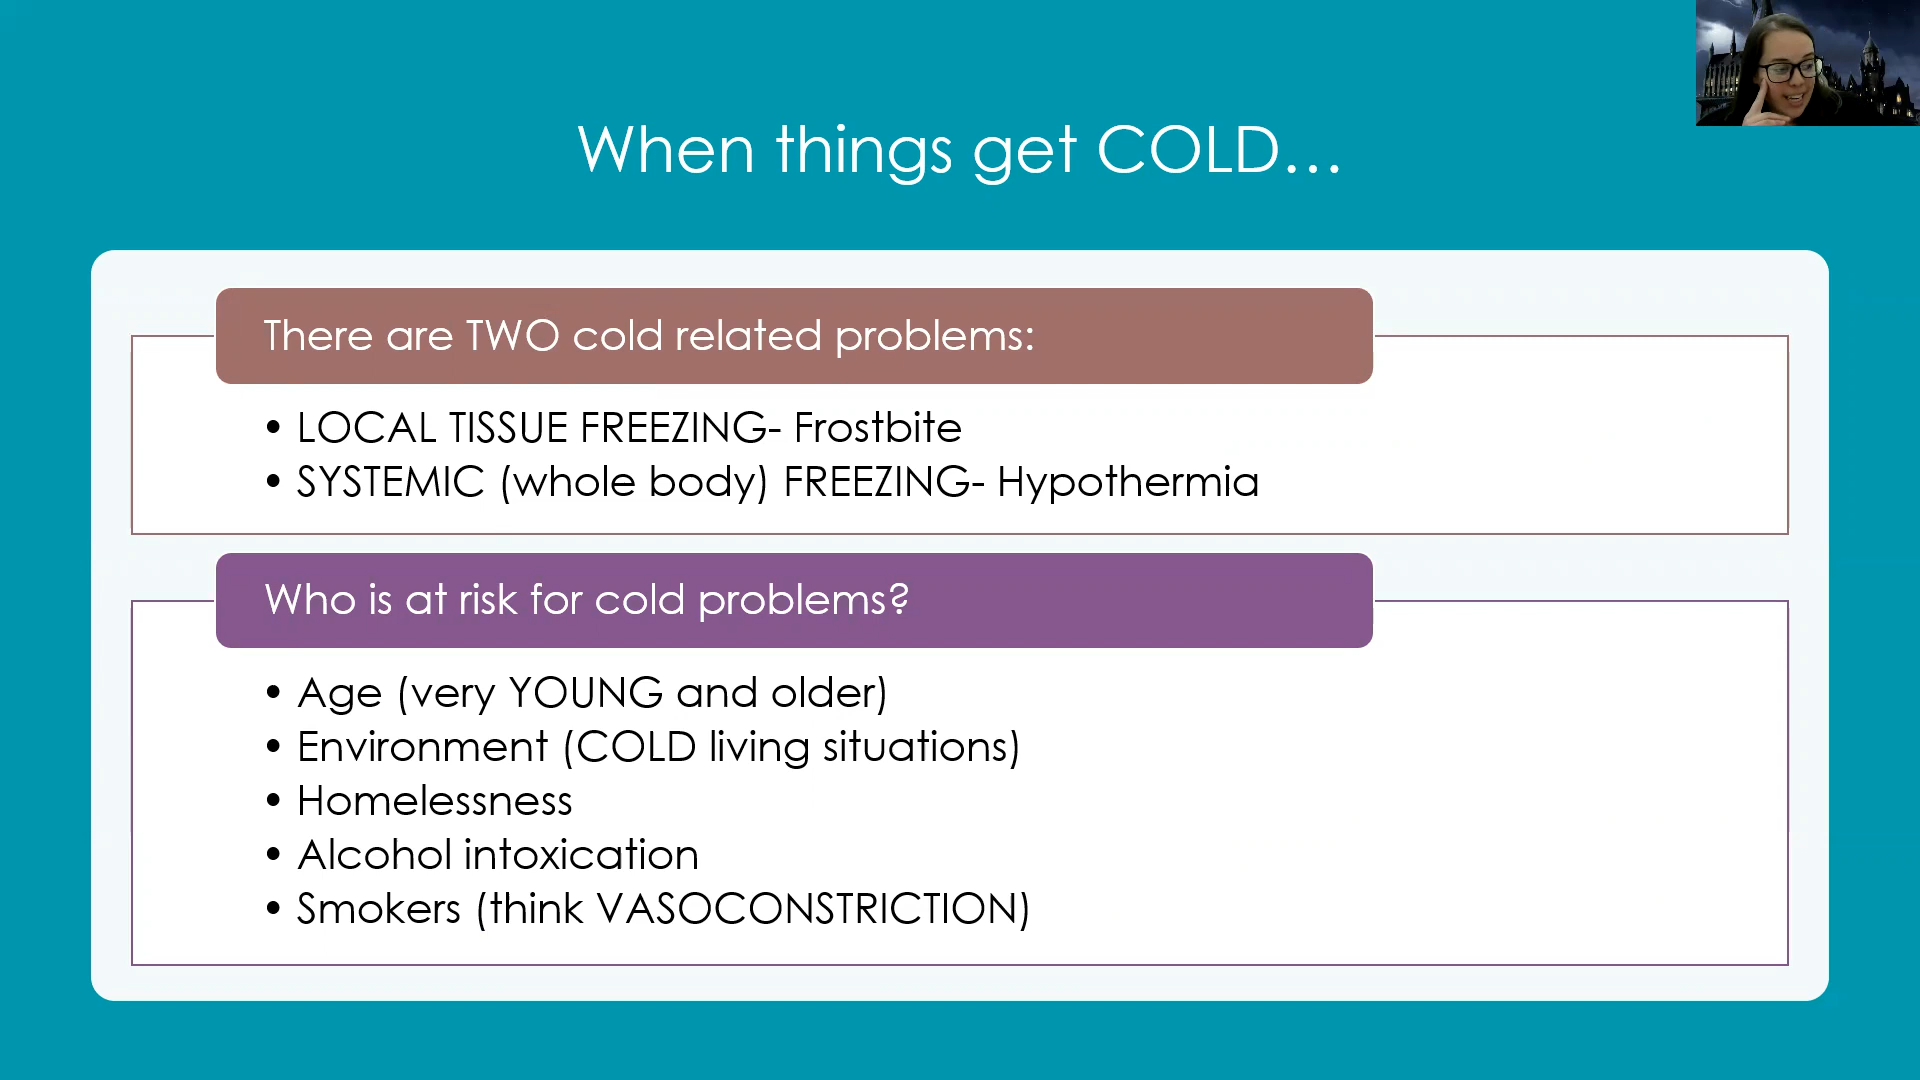 When things get COLD...
There are TWO cold related problems:
• LOCAL TISSUE FREEZING- Frostbite
• SYSTEMIC (whole body) FREEZING- Hypothermia
Who is at risk for cold problems?
• Age (very YOUNG and older)
• Environment (COLD living situations)
• Homelessness
• Alcohol intoxication
• Smokers (think VASOCONSTRICTION)